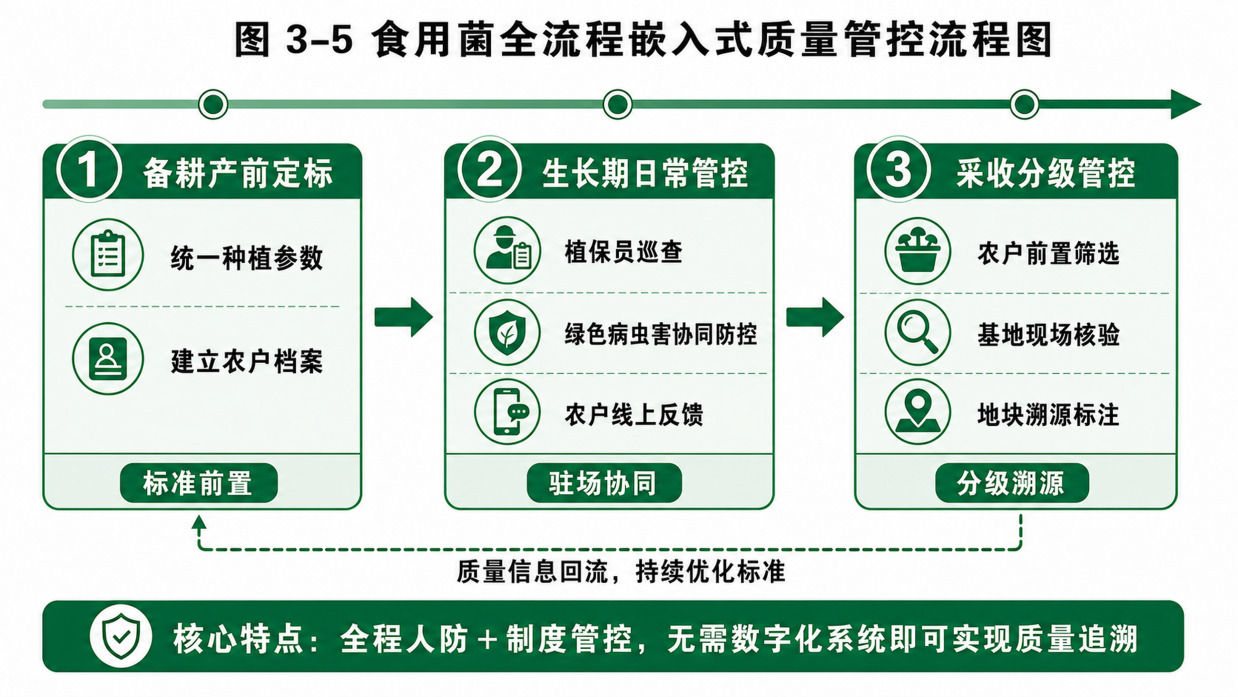 图 3-5 食用菌全流程嵌入式质量管控流程图
1 备耕产前定标
统一种植参数
建立农户档案
标准前置
2 生长期日常管控
植保员巡查
绿色病虫害协同防控
农户线上反馈
驻场协同
3 采收分级管控
农户前置筛选
基地现场核验
地块溯源标注
分级溯源
质量信息回流，持续优化标准
核心特点：全程人防＋制度管控，无需数字化系统即可实现质量追溯